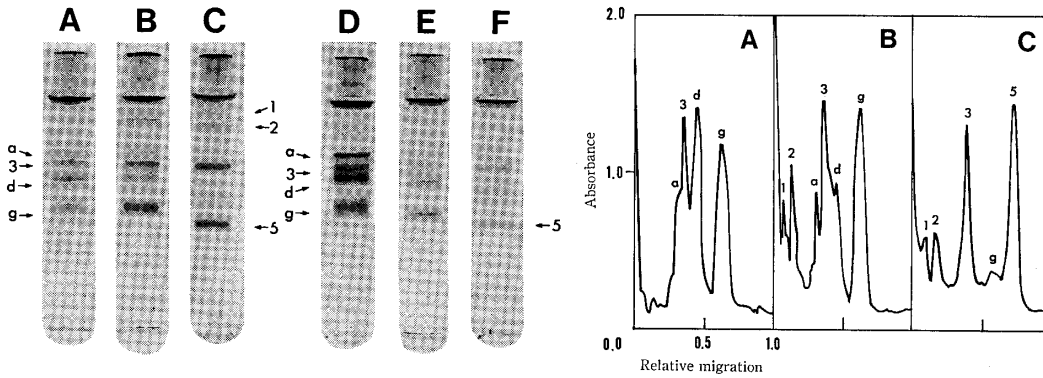 A B C D E F
1
2
a
3
d
g
5
a
3
d
g
5
2.0
1.0
0.0
Absorbance
A
a 3 d g
B
1 2 a 3 d g
C
1 2 3 g 5
0.5 1.0
Relative migration